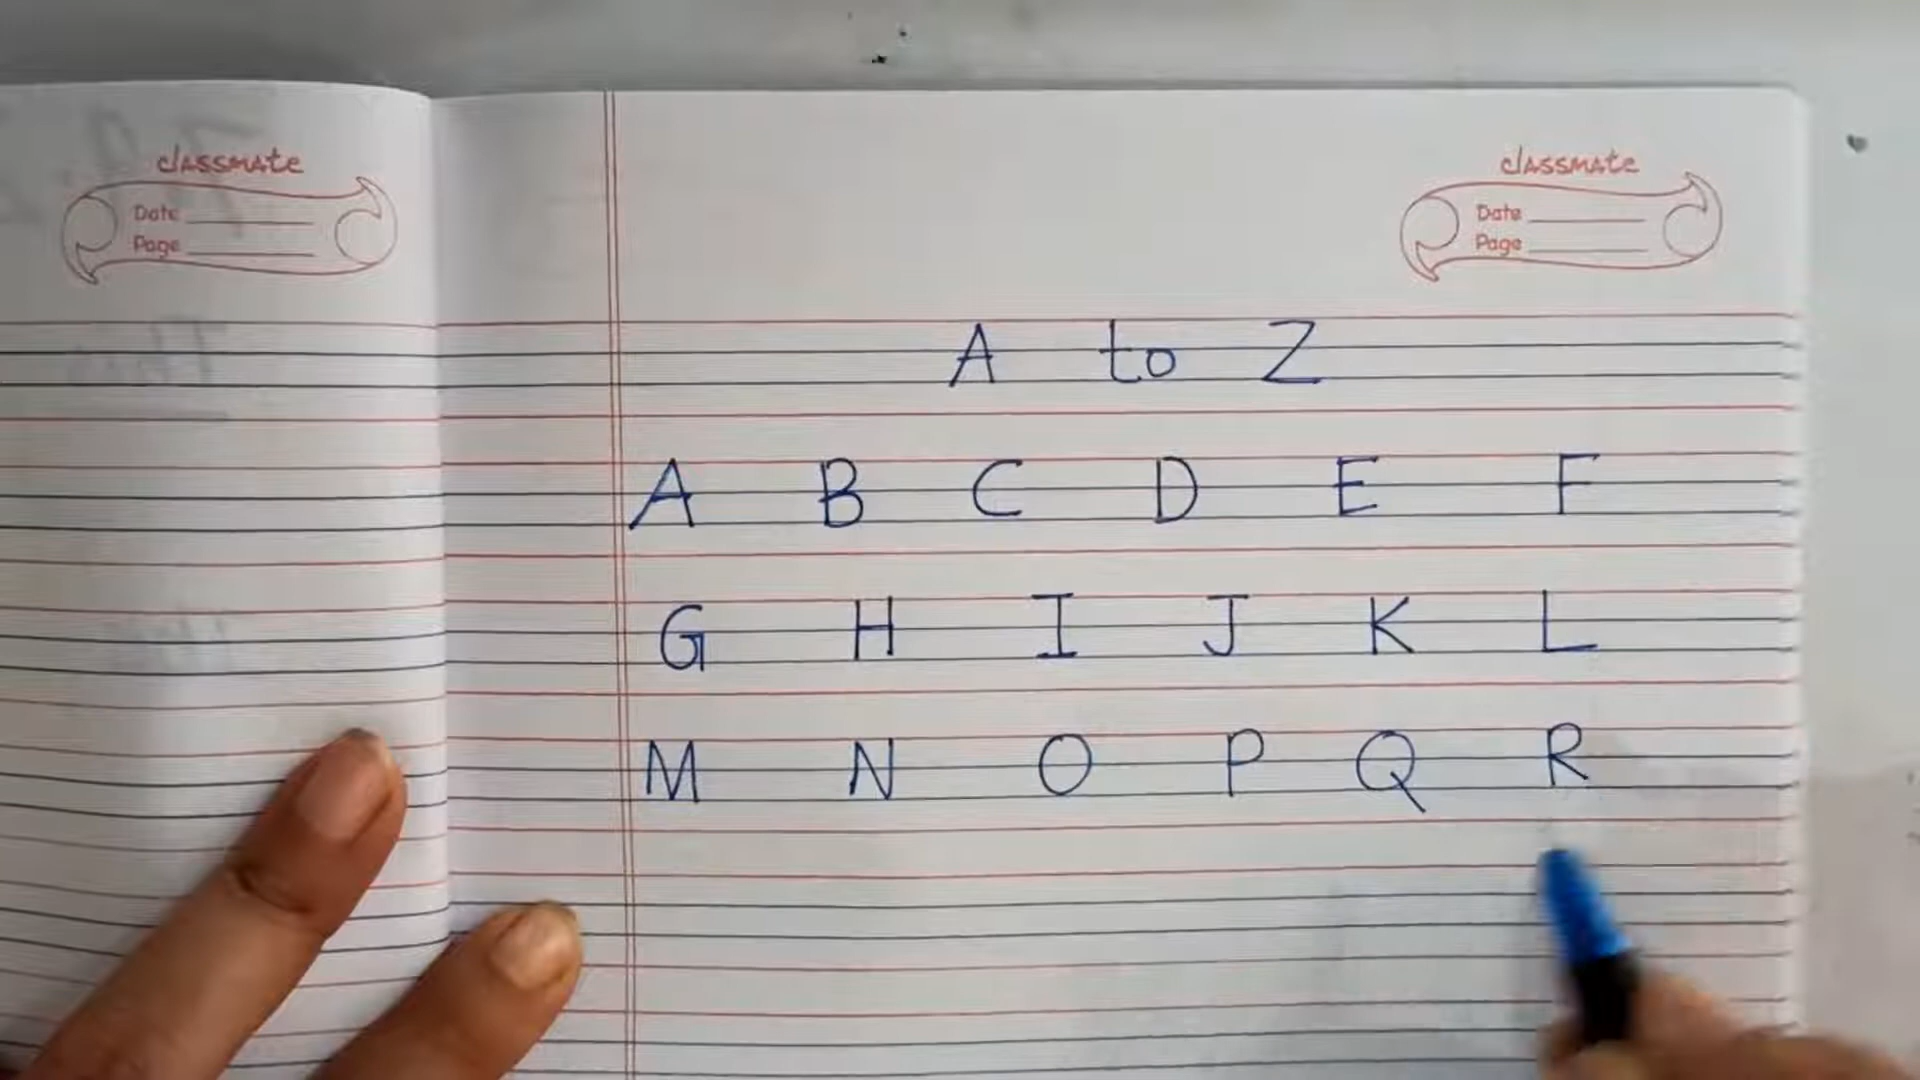 classmate
Date
Page
classmate
Date
Page
A to Z
A B C D E F
G H I J K L
M N O P Q R